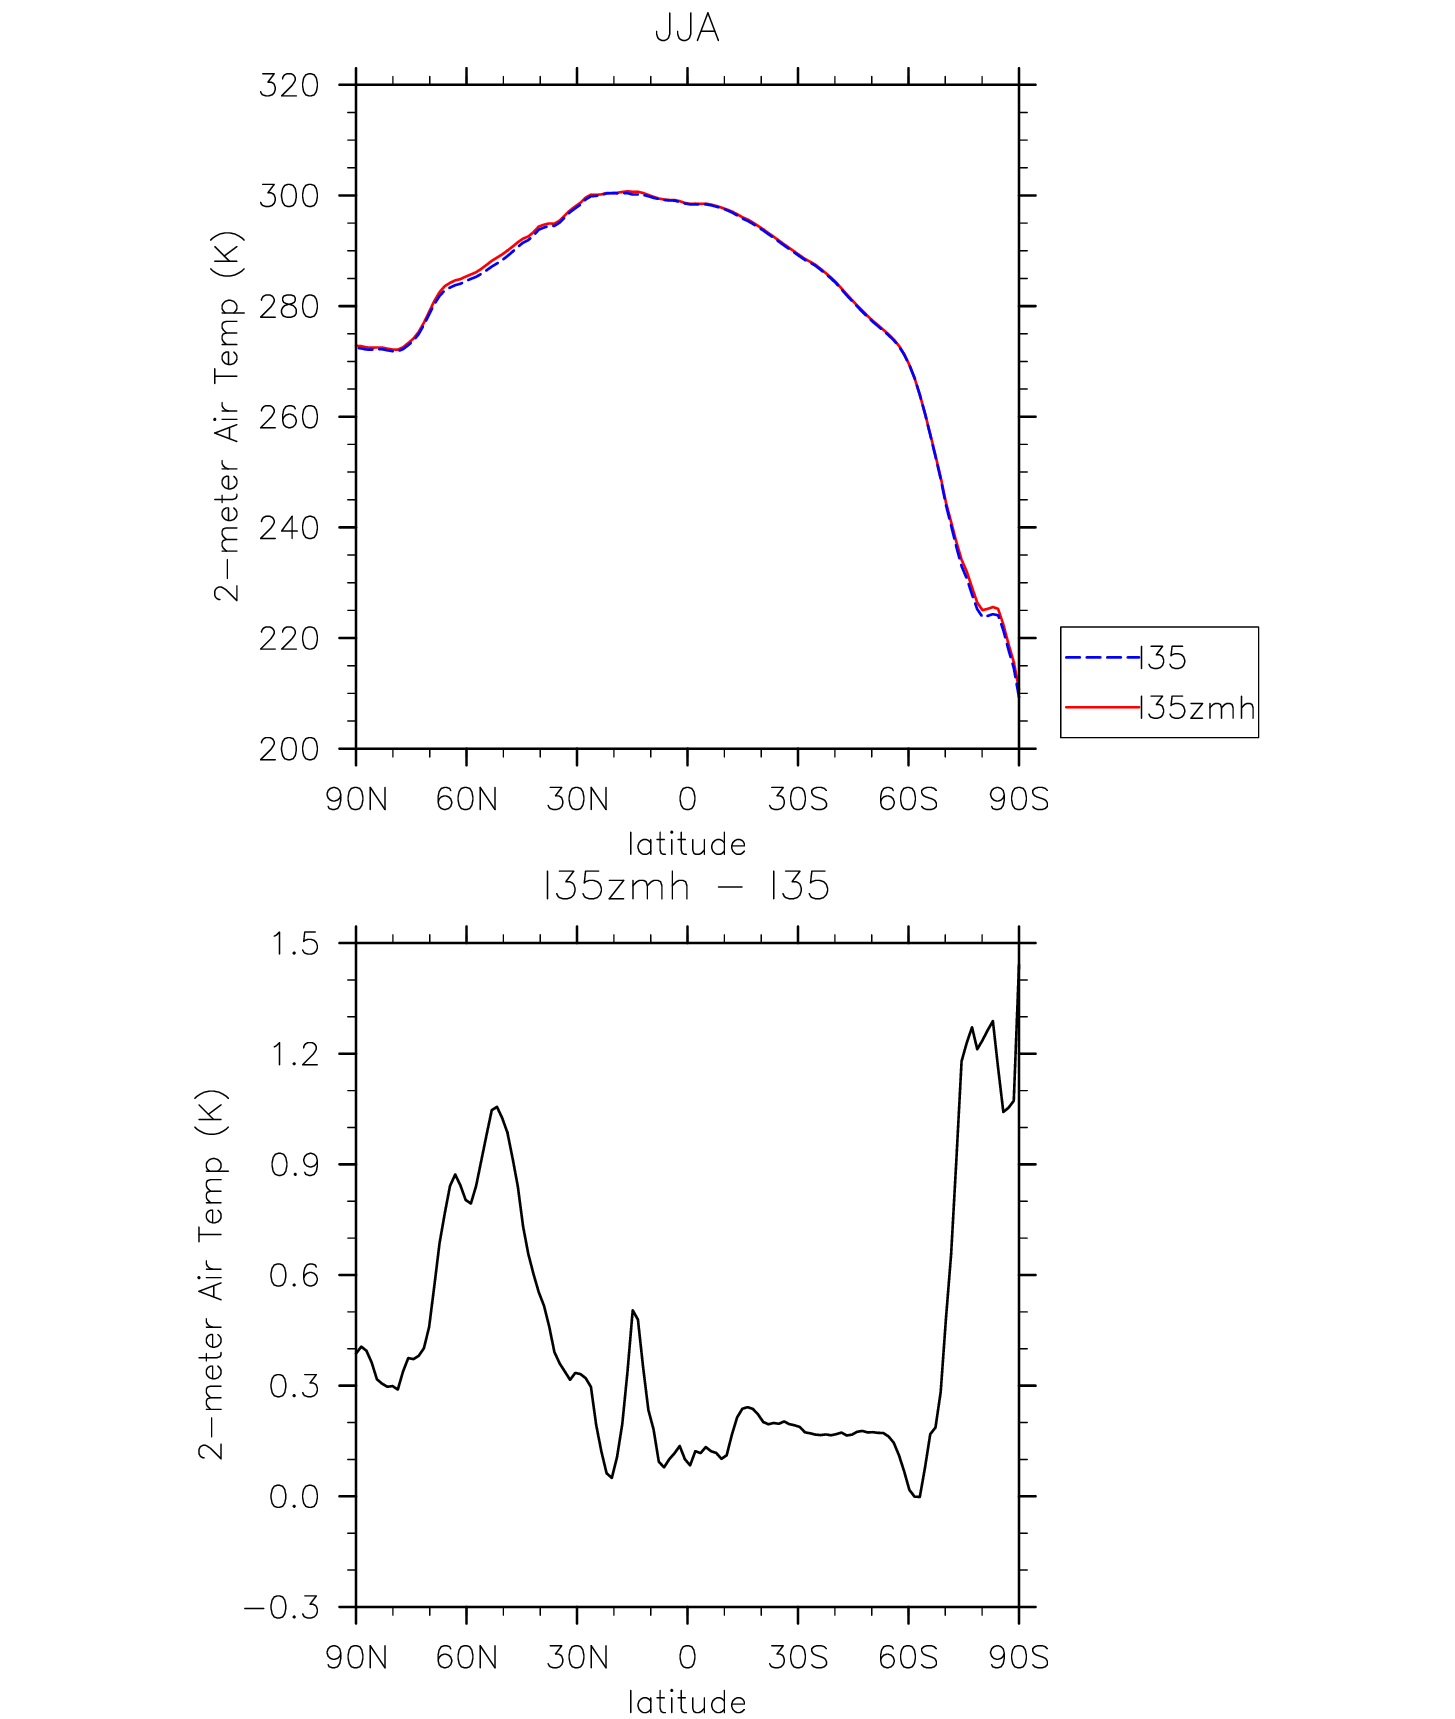 JJA
320
300
280
260
240
220
200
2-meter Air Temp (K)
90N 60N 30N 0 30S 60S 90S
latitude
I35
I35zmh
I35zmh - I35
1.5
1.2
0.9
0.6
0.3
0.0
-0.3
2-meter Air Temp (K)
90N 60N 30N 0 30S 60S 90S
latitude